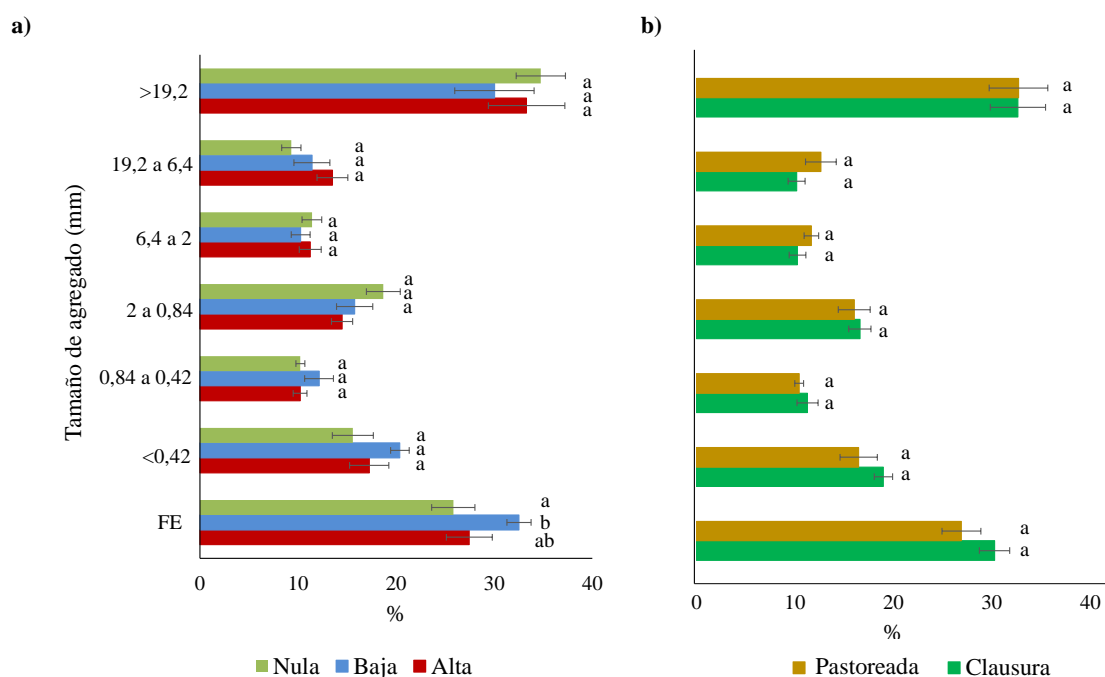 a)
Tamaño de agregado (mm)
>19,2
a
a
a
19,2 a 6,4
a
a
a
6,4 a 2
a
a
a
2 a 0,84
a
a
a
0,84 a 0,42
a
a
a
<0,42
a
a
a
FE
a
b
ab
0 10 20 30 40
%
Nula Baja Alta
b)
a
a
a
a
a
a
a
a
a
a
a
a
a
a
0 10 20 30 40
%
Pastoreada Clausura